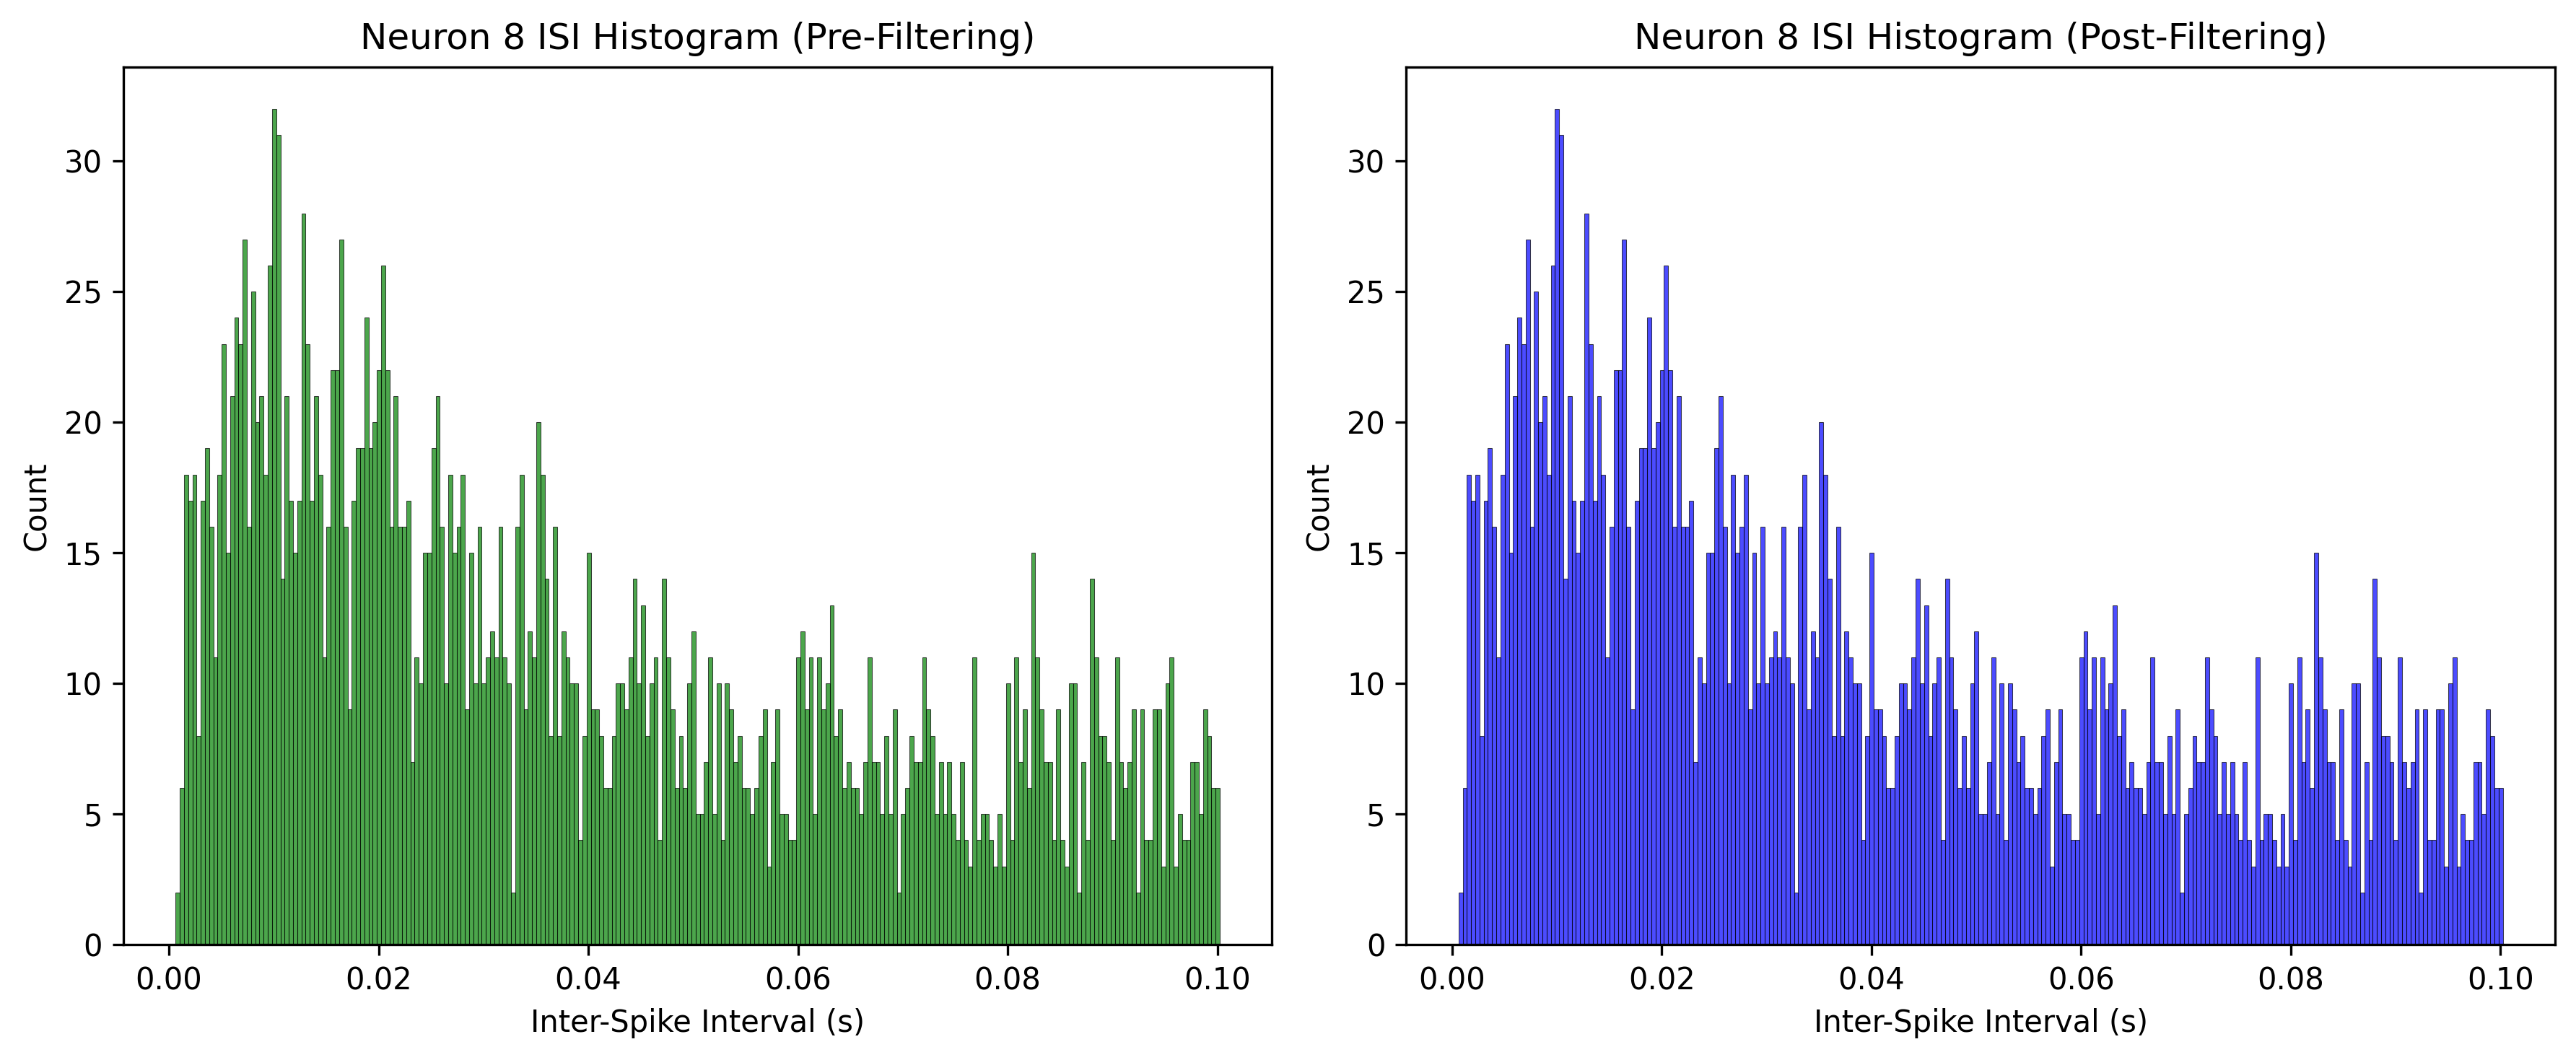 Neuron 8 ISI Histogram (Pre-Filtering)
Count
30
25
20
15
10
5
0
0.00 0.02 0.04 0.06 0.08 0.10
Inter-Spike Interval (s)
Neuron 8 ISI Histogram (Post-Filtering)
Count
30
25
20
15
10
5
0
0.00 0.02 0.04 0.06 0.08 0.10
Inter-Spike Interval (s)